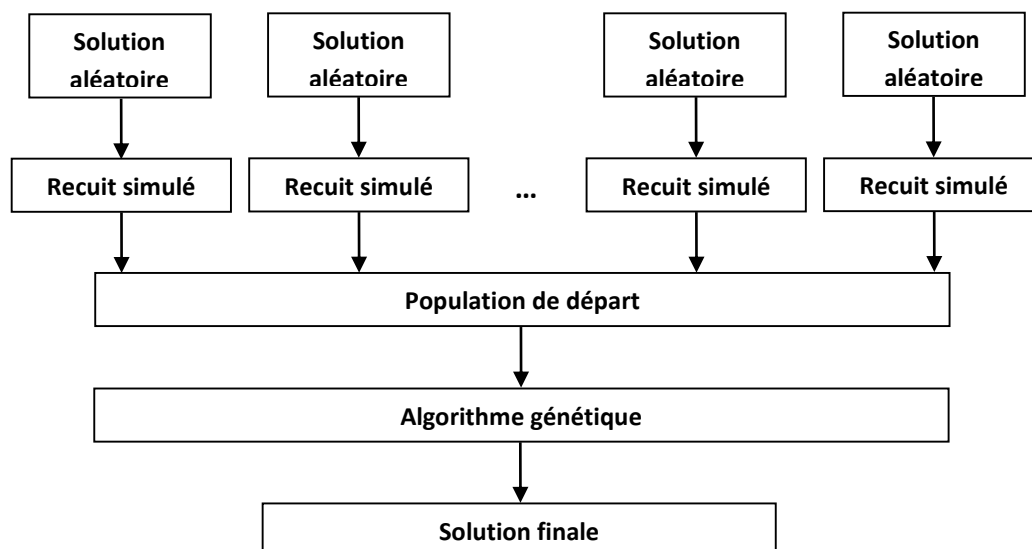 Solution
aléatoire
Solution
aléatoire
Solution
aléatoire
Solution
aléatoire
Recuit simulé
Recuit simulé
...
Recuit simulé
Recuit simulé
Population de départ
Algorithme génétique
Solution finale